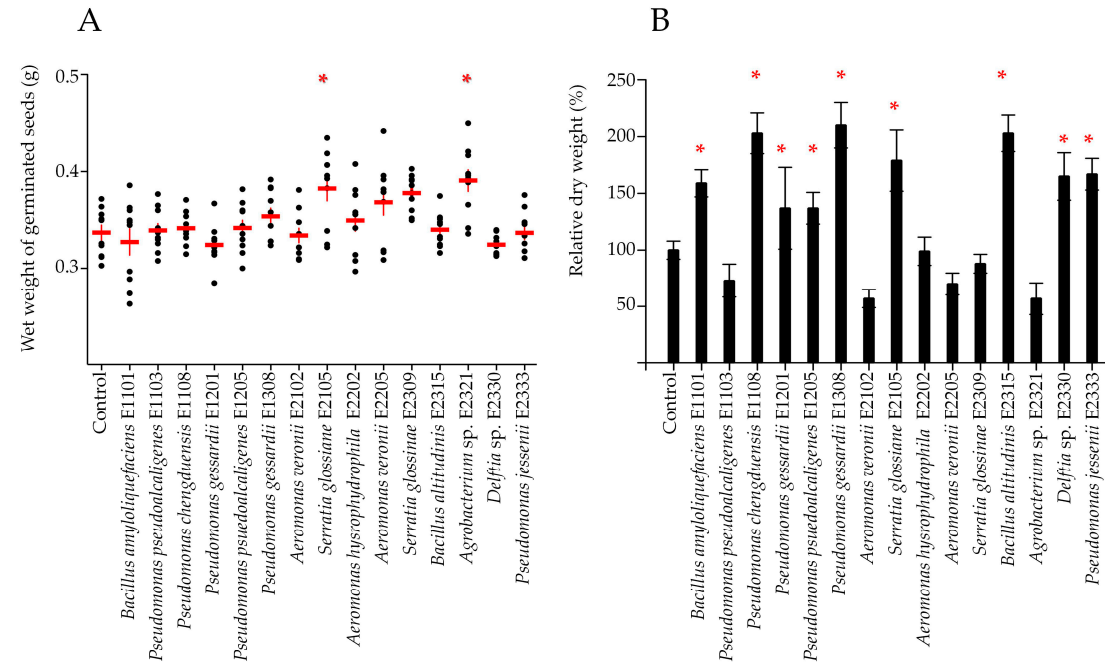 A
Wet weight of germinated seeds (g)
0.5
0.4
0.3
*
*
Control
Bacillus amyloliquefaciens E1101
Pseudomonas pseudoalcaligenes E1103
Pseudomonas chengduensis E1108
Pseudomonas gessardii E1201
Pseudomonas psuedoalcaligenes E1205
Pseudomonas gessardii E1308
Aeromonas veronii E2102
Serratia glossiane E2105
Aeromonas hysrophydrophila E2202
Aeromonas veronii E2205
Serratia glossinae E2309
Bacillus altitudinis E2315
Agrobacterium sp. E2321
Delftia sp. E2330
Pseudomonas jessenii E2333
B
Relative dry weight (%)
250
200
150
100
50
*
*
*
*
*
*
*
*
*
Control
Bacillus amyloliquefaciens E1101
Pseudomonas pseudoalcaligenes E1103
Pseudomonas chengduensis E1108
Pseudomonas gessardii E1201
Pseudomonas psuedoalcaligenes E1205
Pseudomonas gessardii E1308
Aeromonas veronii E2102
Serratia glossiane E2105
Aeromonas hysrophydrophila E2202
Aeromonas veronii E2205
Serratia glossinae E2309
Bacillus altitudinis E2315
Agrobacterium sp. E2321
Delftia sp. E2330
Pseudomonas jessenii E2333